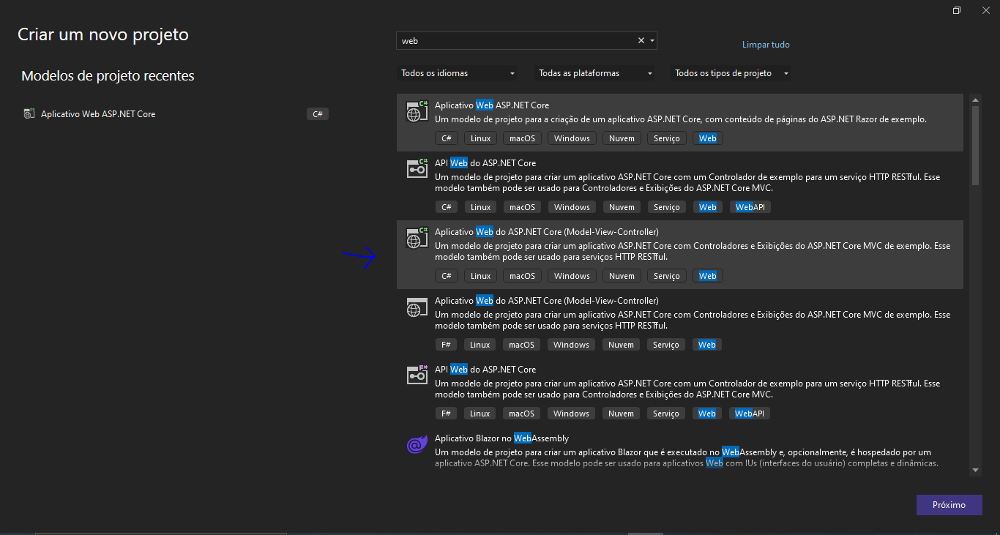 Criar um novo projeto
Modelos de projeto recentes
Aplicativo Web ASP.NET Core
C#
web
Limpar tudo
Todos os idiomas
Todas as plataformas
Todos os tipos de projeto
Aplicativo Web ASP.NET Core
Um modelo de projeto para a criação de um aplicativo ASP.NET Core, com conteúdo de páginas do ASP.NET Razor de exemplo.
C# Linux macOS Windows Nuvem Serviço Web
API Web do ASP.NET Core
Um modelo de projeto para criar um aplicativo ASP.NET Core com um Controlador de exemplo para um serviço HTTP RESTful. Esse
modelo também pode ser usado para Controladores e Exibições do ASP.NET Core MVC.
C# Linux macOS Windows Nuvem Serviço Web WebAPI
Aplicativo Web do ASP.NET Core (Model-View-Controller)
Um modelo de projeto para criar um aplicativo ASP.NET Core com Controladores e Exibições do ASP.NET Core MVC de exemplo. Esse
modelo também pode ser usado para serviços HTTP RESTful.
C# Linux macOS Windows Nuvem Serviço Web
Aplicativo Web do ASP.NET Core (Model-View-Controller)
Um modelo de projeto para criar um aplicativo ASP.NET Core com Controladores e Exibições do ASP.NET Core MVC de exemplo. Esse
modelo também pode ser usado para serviços HTTP RESTful.
F# Linux macOS Windows Nuvem Serviço Web
API Web do ASP.NET Core
Um modelo de projeto para criar um aplicativo ASP.NET Core com um Controlador de exemplo para um serviço HTTP RESTful. Esse
modelo também pode ser usado para Controladores e Exibições do ASP.NET Core MVC.
F# Linux macOS Windows Nuvem Serviço Web WebAPI
Aplicativo Blazor no WebAssembly
Um modelo de projeto para criar um aplicativo Blazor que é executado no WebAssembly e, opcionalmente, é hospedado por um
aplicativo ASP.NET Core. Esse modelo pode ser usado para aplicativos Web com IUs (interfaces do usuário) completas e dinâmicas.
Próximo